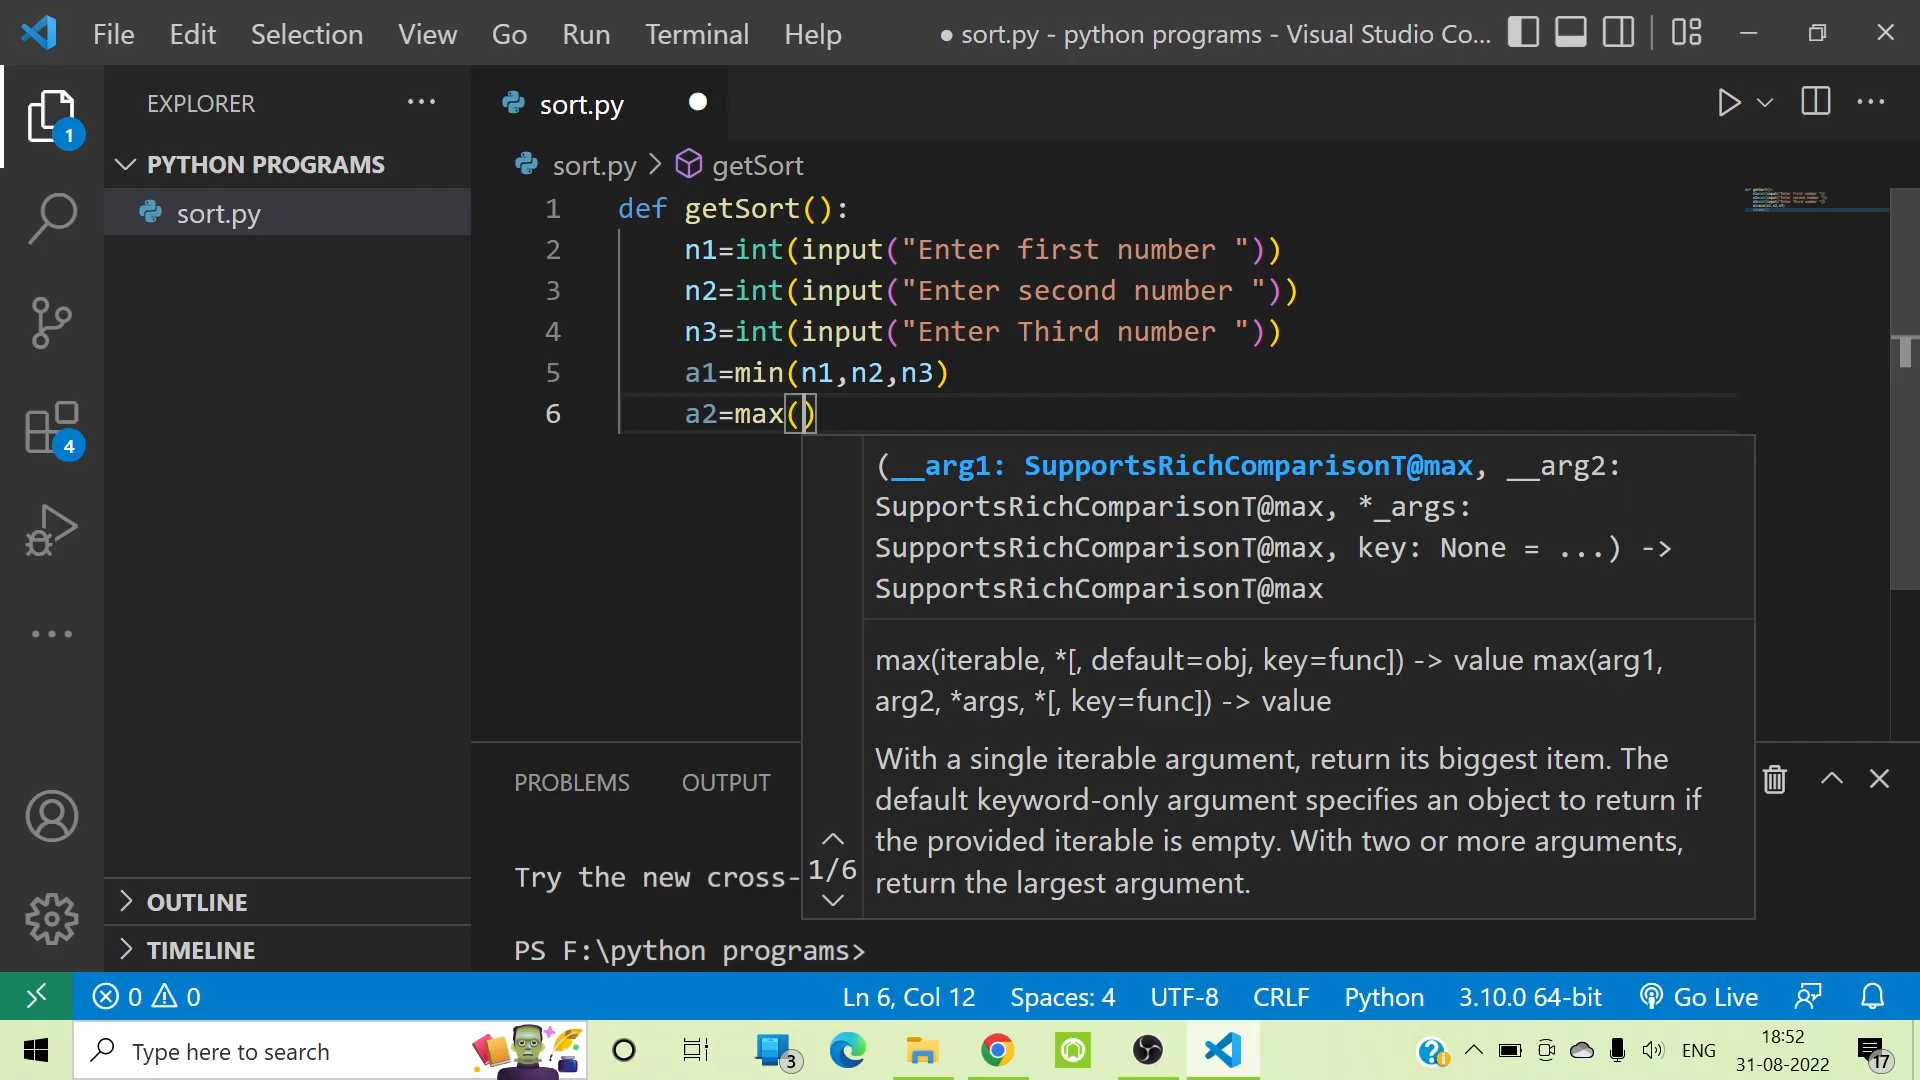 File Edit Selection View Go Run Terminal Help ● sort.py - python programs - Visual Studio Co...
EXPLORER ...
1
PYTHON PROGRAMS
sort.py
4
OUTLINE
TIMELINE
sort.py
sort.py > getSort
1 def getSort():
2 n1=int(input("Enter first number "))
3 n2=int(input("Enter second number "))
4 n3=int(input("Enter Third number "))
5 a1=min(n1,n2,n3)
6 a2=max()
(__arg1: SupportsRichComparisonT@max, __arg2:
SupportsRichComparisonT@max, *_args:
SupportsRichComparisonT@max, key: None = ...) ->
SupportsRichComparisonT@max
max(iterable, *[, default=obj, key=func]) -> value max(arg1,
arg2, *args, *[, key=func]) -> value
With a single iterable argument, return its biggest item. The
default keyword-only argument specifies an object to return if
the provided iterable is empty. With two or more arguments,
return the largest argument.
1/6
PROBLEMS OUTPUT
Try the new cross-
PS F:\python programs>
0 0 Ln 6, Col 12 Spaces: 4 UTF-8 CRLF Python 3.10.0 64-bit Go Live
Type here to search
3
ENG
18:52
31-08-2022
17